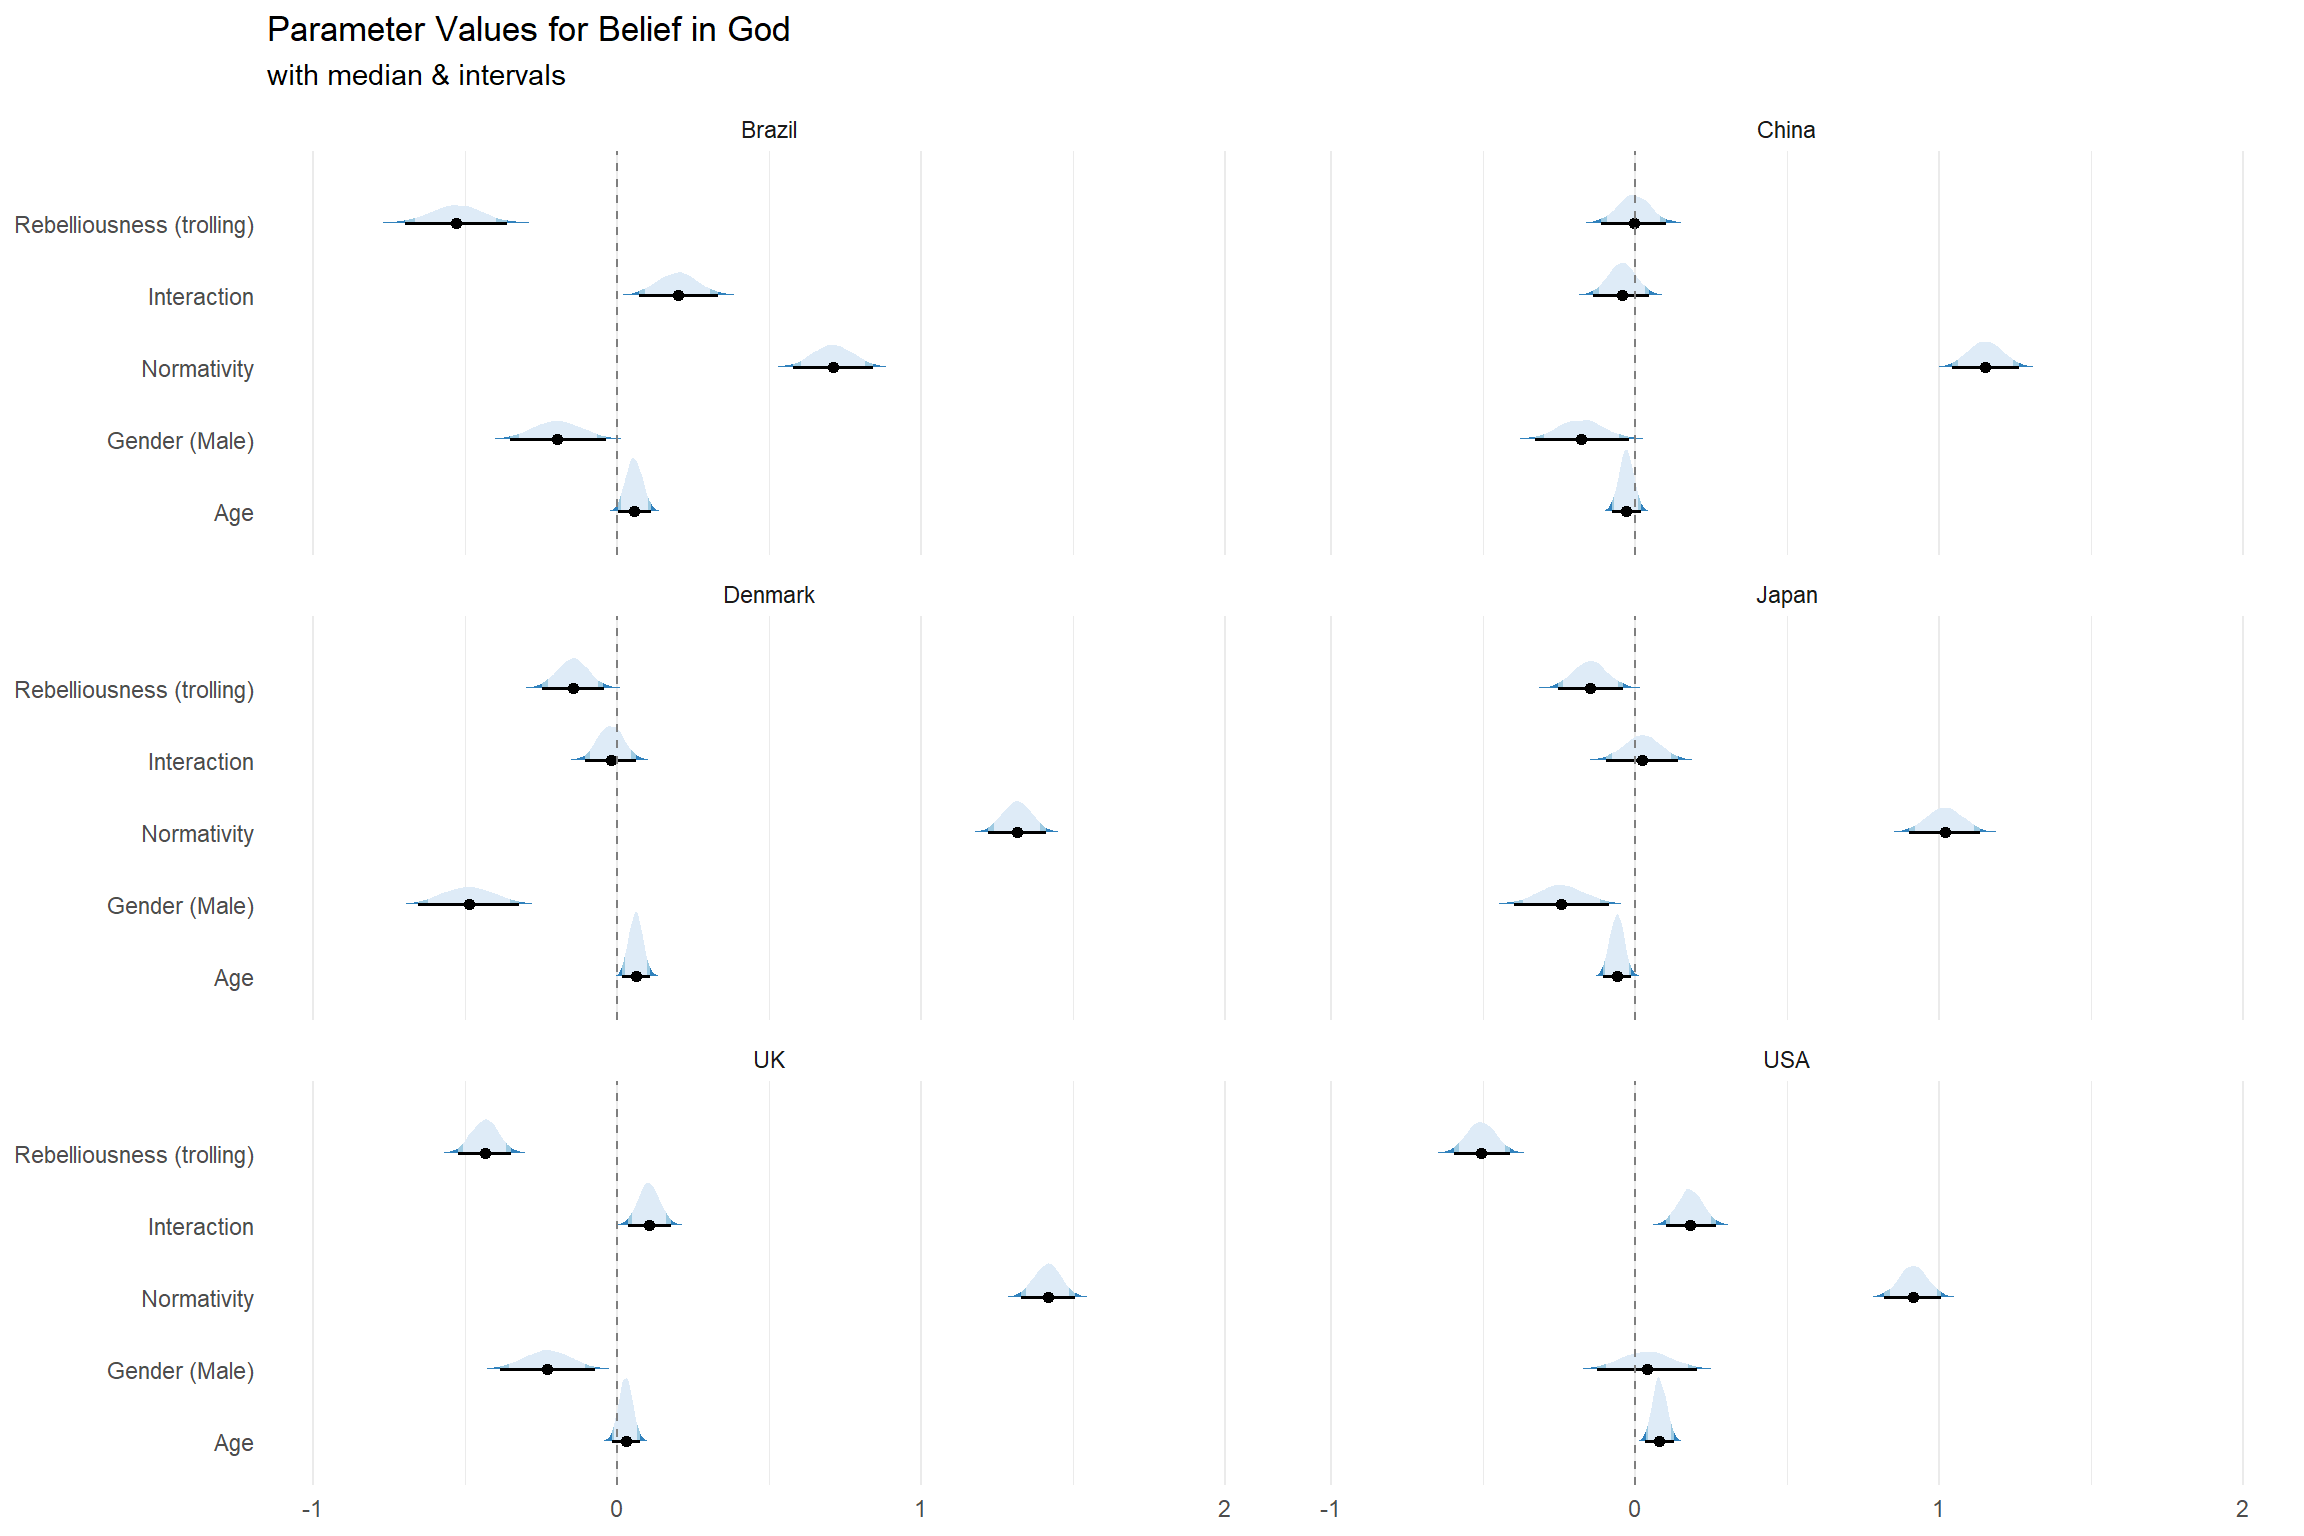 Parameter Values for Belief in God
with median & intervals
Brazil
China
Rebelliousness (trolling)
Interaction
Normativity
Gender (Male)
Age
Denmark
Japan
Rebelliousness (trolling)
Interaction
Normativity
Gender (Male)
Age
UK
USA
Rebelliousness (trolling)
Interaction
Normativity
Gender (Male)
Age
-1 0 1 2 -1 0 1 2